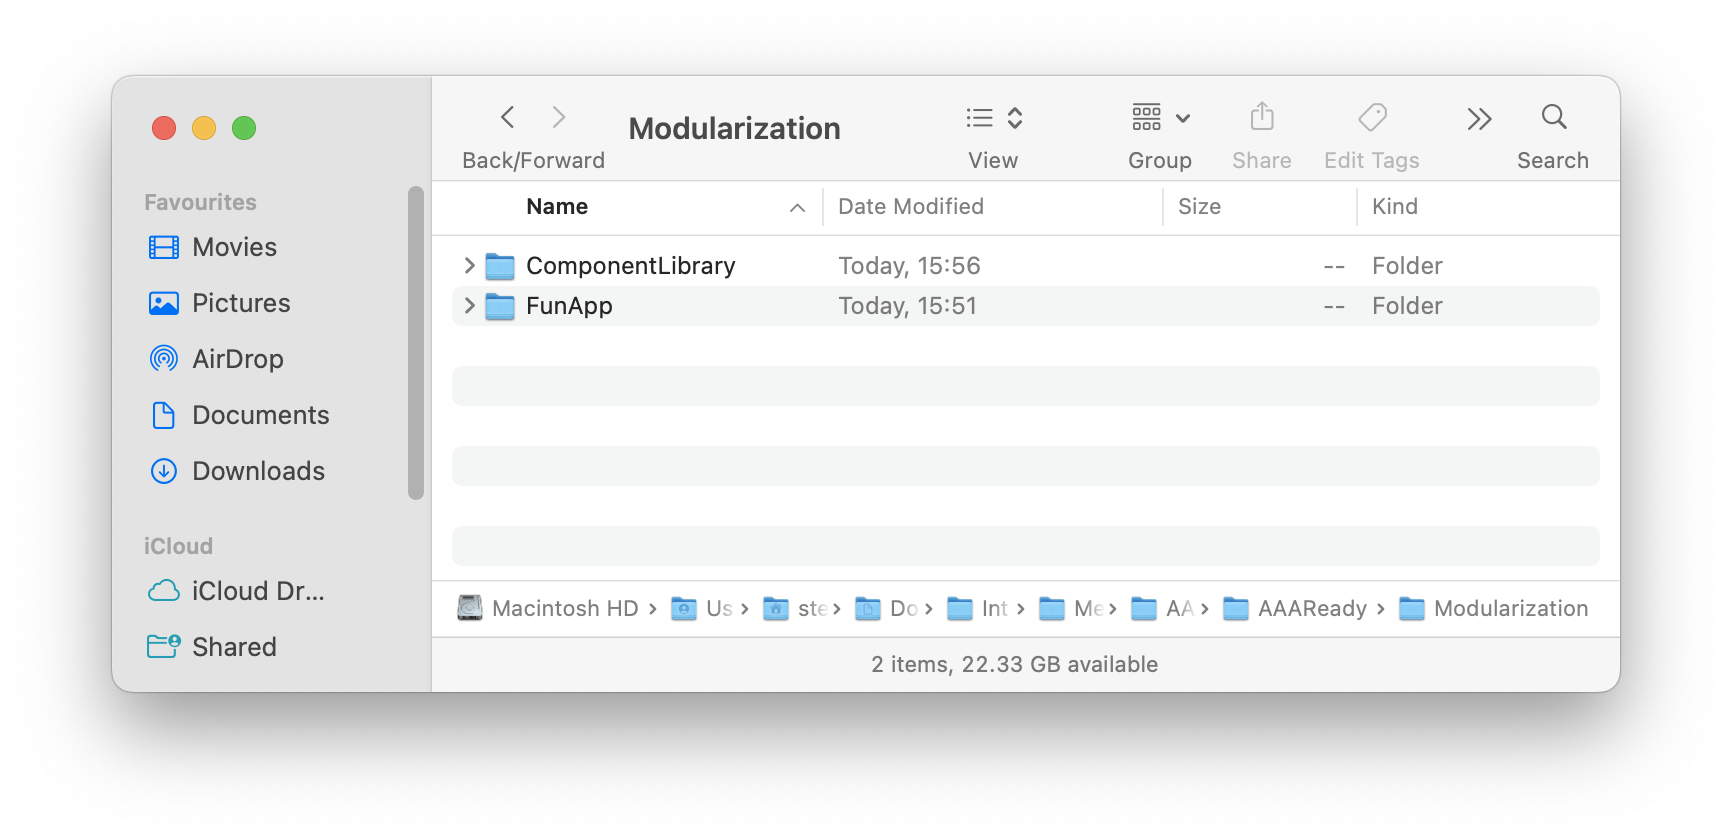 Modularization
Back/Forward
View
Group
Share
Edit Tags
Search
Favourites
Movies
Pictures
AirDrop
Documents
Downloads
iCloud
iCloud Dr...
Shared
Name Date Modified Size Kind
ComponentLibrary Today, 15:56 -- Folder
FunApp Today, 15:51 -- Folder
Macintosh HD › Us › ste › Do › Int › Me › AA › AAAReady › Modularization
2 items, 22.33 GB available